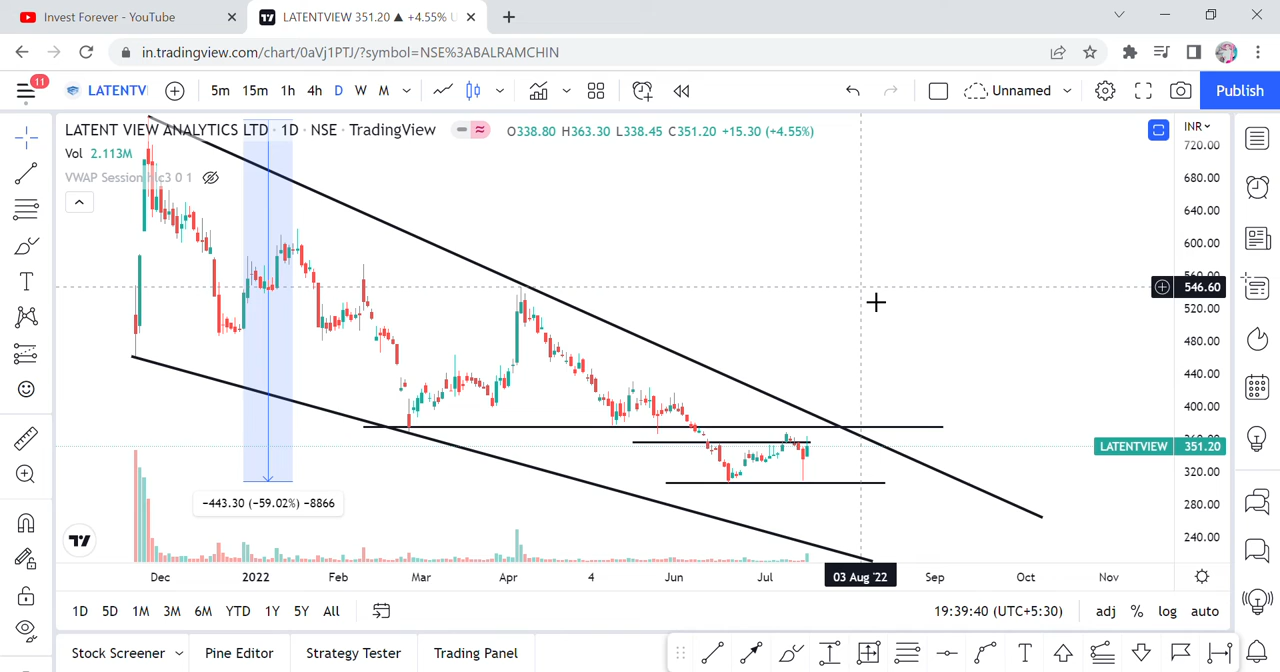 Invest Forever - YouTube
LATENTVIEW 351.20 ▲ +4.55% U
in.tradingview.com/chart/0aVj1PTJ/?symbol=NSE%3ABALRAMCHIN
11
LATENTV
5m 15m 1h 4h D W M
Unnamed
Publish
LATENT VIEW ANALYTICS LTD · 1D · NSE · TradingView
O338.80 H363.30 L338.45 C351.20 +15.30 (+4.55%)
INR
Vol 2.113M
VWAP Session hlc3 0 1
720.00
680.00
640.00
600.00
560.00
546.60
520.00
480.00
440.00
400.00
360.00
LATENTVIEW 351.20
320.00
280.00
240.00
−443.30 (−59.02%) −8866
Dec 2022 Feb Mar Apr 4 Jun Jul 03 Aug '22 Sep Oct Nov
1D 5D 1M 3M 6M YTD 1Y 5Y All
19:39:40 (UTC+5:30)
adj % log auto
Stock Screener
Pine Editor
Strategy Tester
Trading Panel